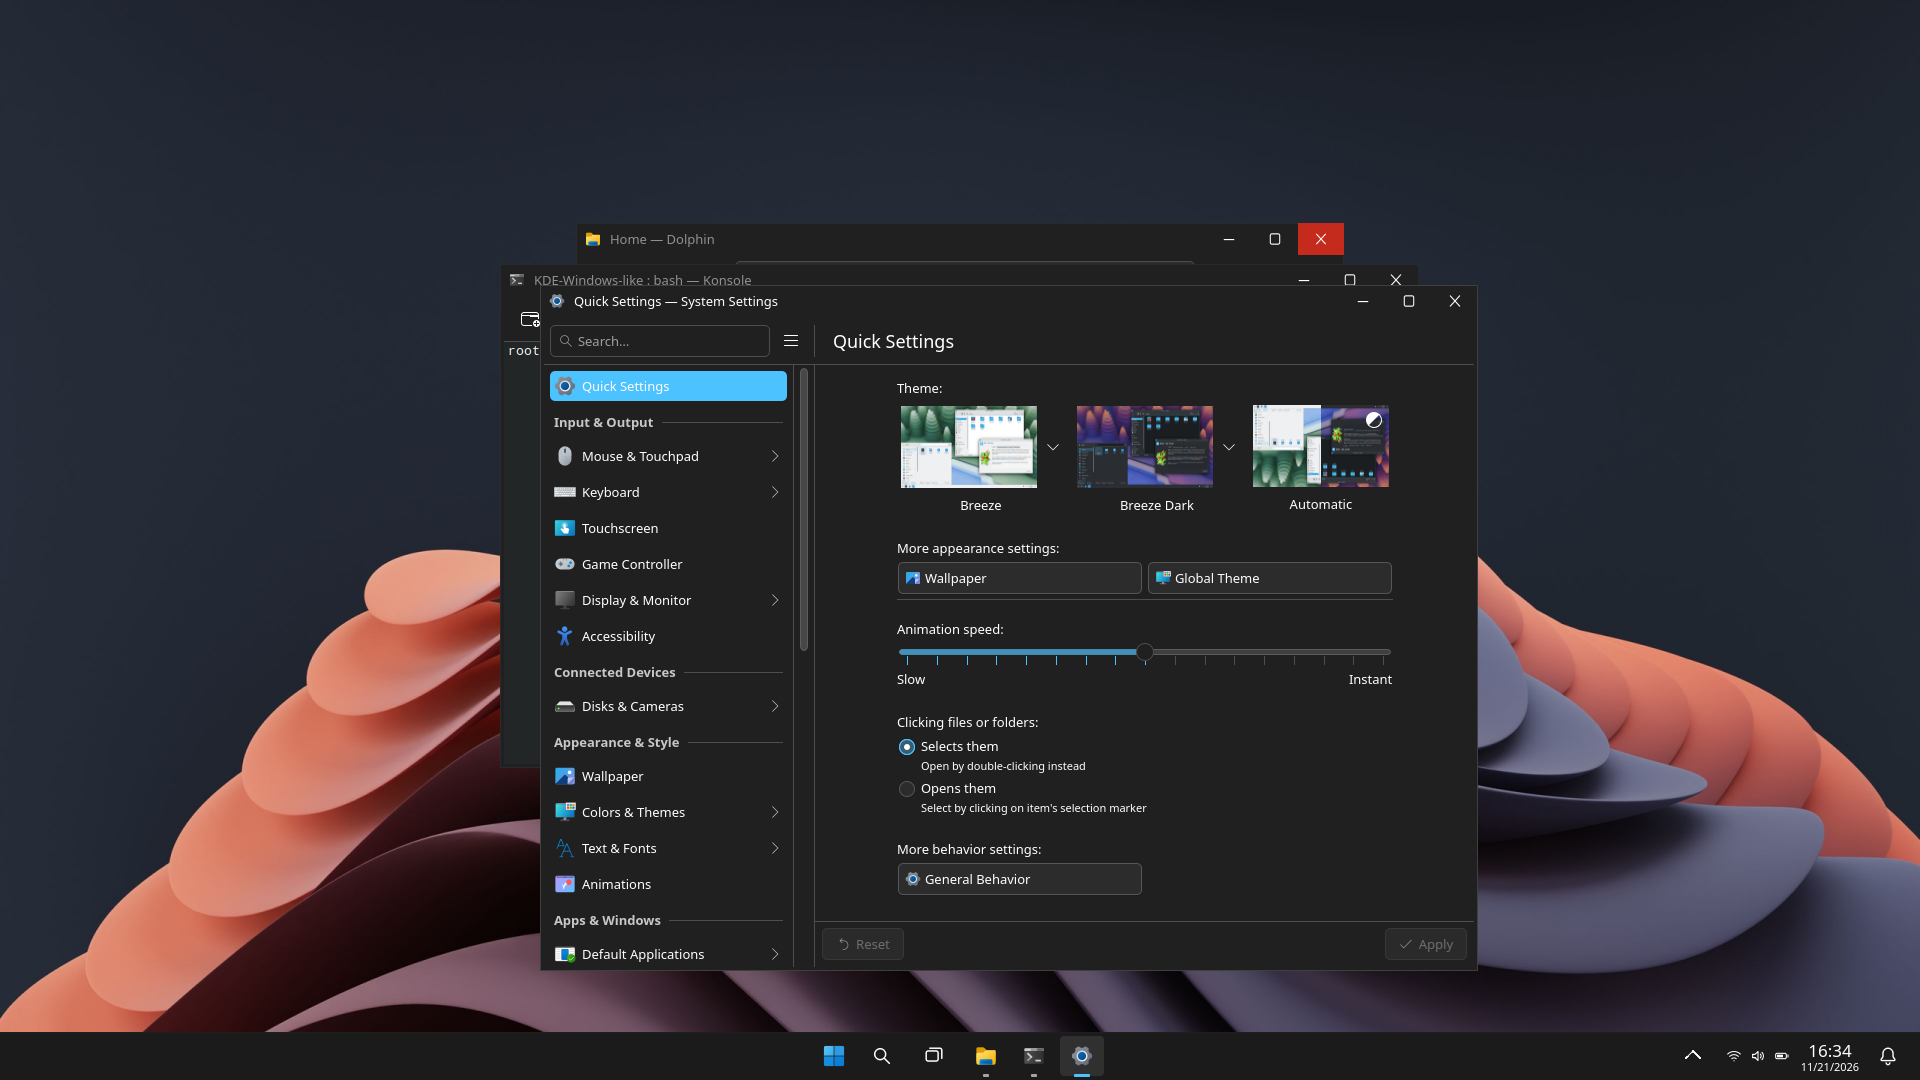 Home — Dolphin
KDE-Windows-like : bash — Konsole
Quick Settings — System Settings
root
Search...
Quick Settings
Quick Settings
Input & Output
Mouse & Touchpad
Keyboard
Touchscreen
Game Controller
Display & Monitor
Accessibility
Connected Devices
Disks & Cameras
Appearance & Style
Wallpaper
Colors & Themes
Text & Fonts
Animations
Apps & Windows
Default Applications
Theme:
Breeze
Breeze Dark
Automatic
More appearance settings:
Wallpaper
Global Theme
Animation speed:
Slow
Instant
Clicking files or folders:
Selects them
Open by double-clicking instead
Opens them
Select by clicking on item's selection marker
More behavior settings:
General Behavior
Reset
Apply
16:34
11/21/2026